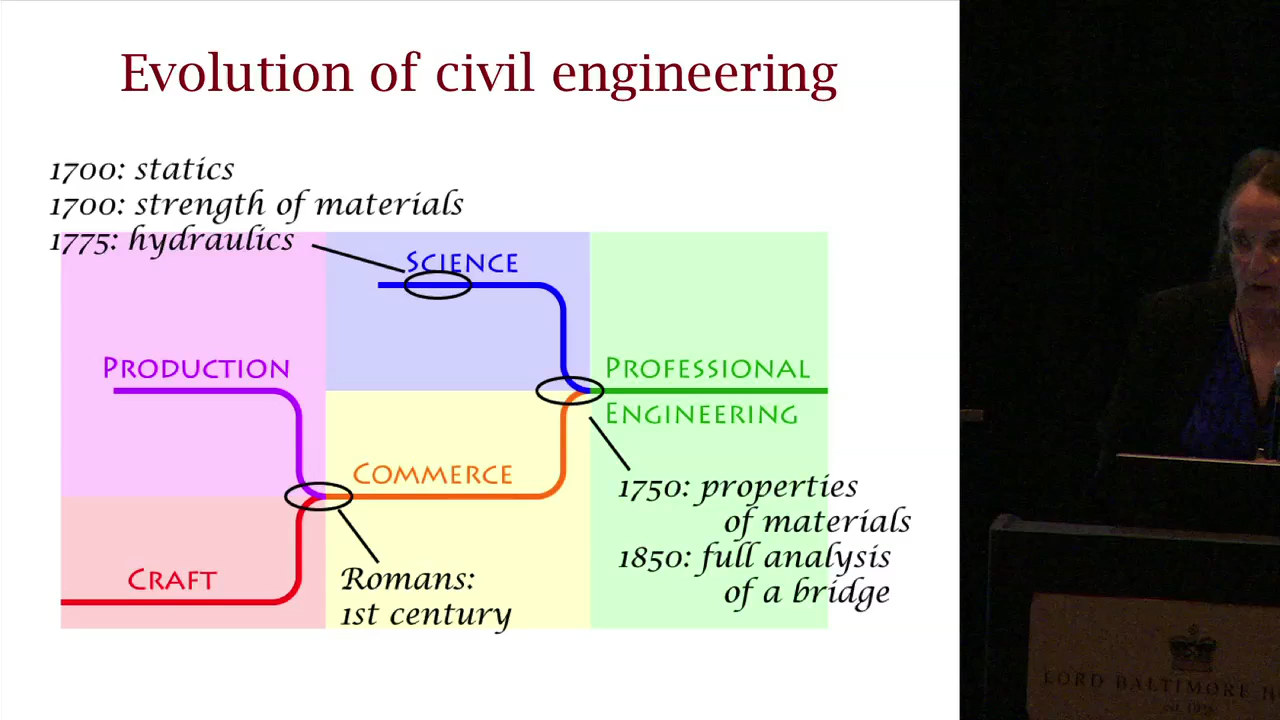 Evolution of civil engineering
1700: statics
1700: strength of materials
1775: hydraulics
SCIENCE
PRODUCTION
PROFESSIONAL
ENGINEERING
COMMERCE
1750: properties
of materials
1850: full analysis
of a bridge
CRAFT
Romans:
1st century
LORD BALTIMORE